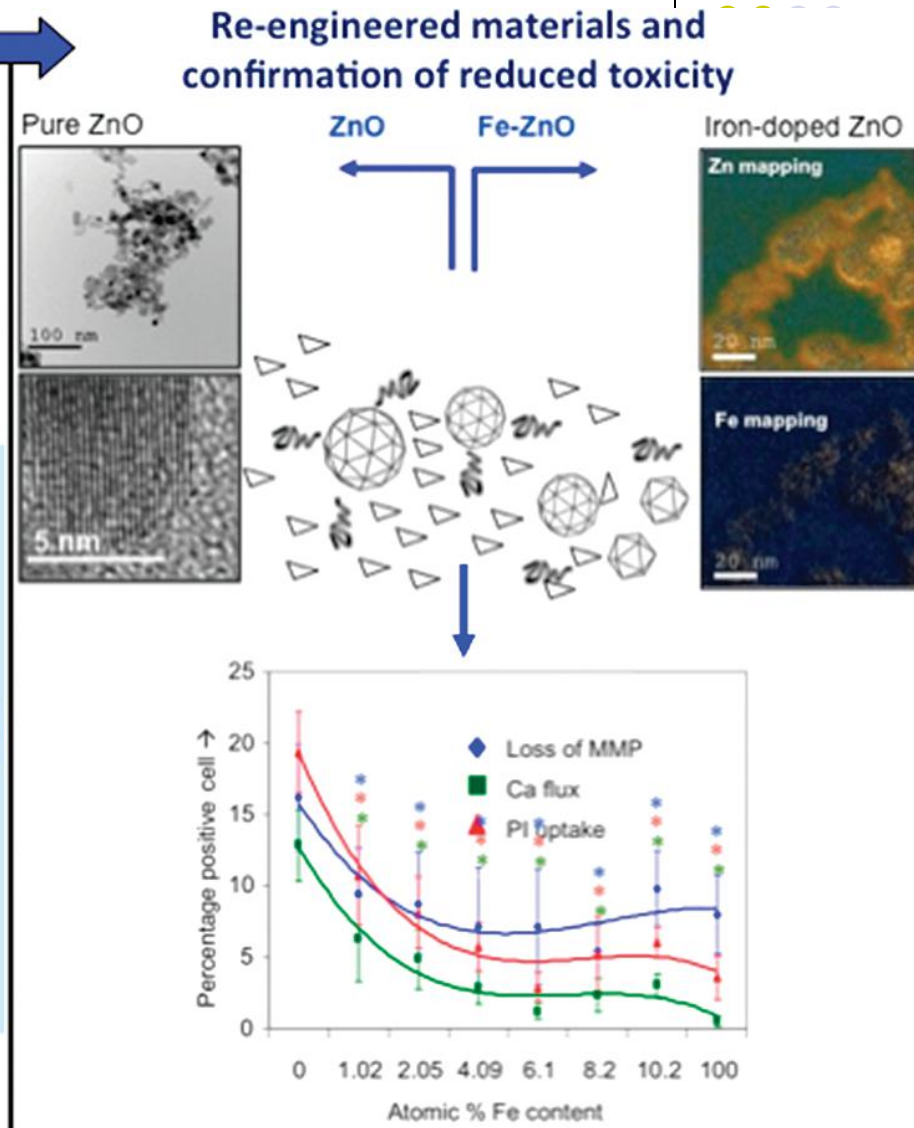 Re-engineered materials and
confirmation of reduced toxicity
Pure ZnO
ZnO
Fe-ZnO
Iron-doped ZnO
Zn mapping
100 nm
20 nm
5 nm
Fe mapping
20 nm
25
20
15
10
5
0
Percentage positive cell →
Loss of MMP
Ca flux
PI uptake
0 1.02 2.05 4.09 6.1 8.2 10.2 100
Atomic % Fe content